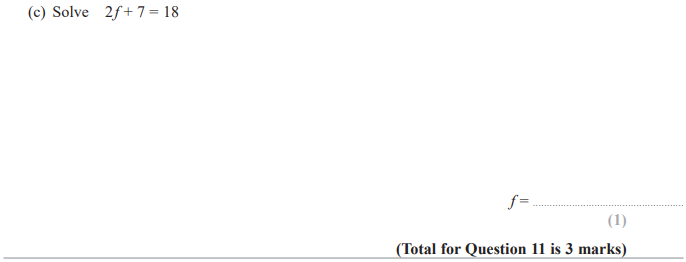 (c) Solve 2f + 7 = 18
f = ............................................................
(1)
(Total for Question 11 is 3 marks)